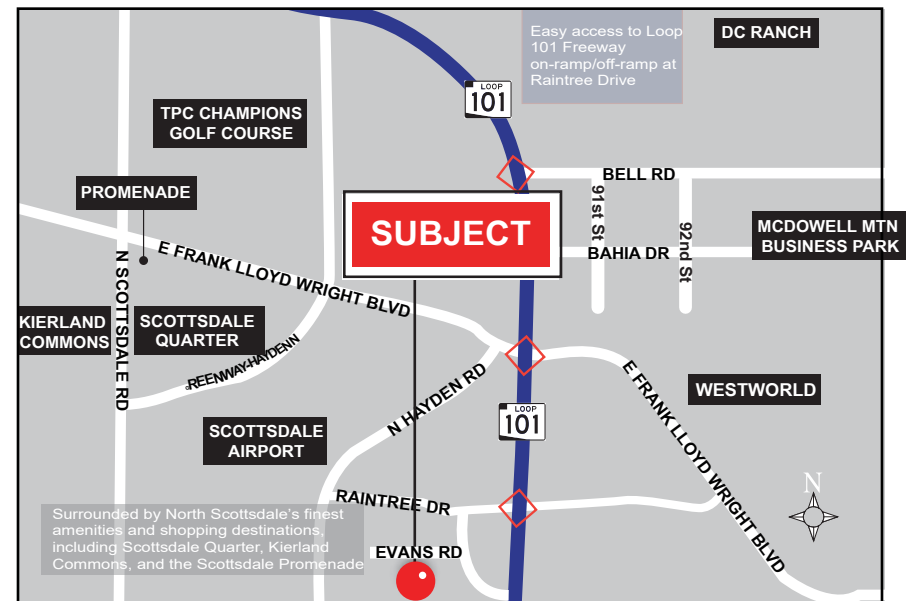 Easy access to Loop
101 Freeway
on-ramp/off-ramp at
Raintree Drive
DC RANCH
LOOP
101
TPC CHAMPIONS
GOLF COURSE
BELL RD
PROMENADE
91st St
92nd St
SUBJECT
MCDOWELL MTN
BUSINESS PARK
BAHIA DR
E FRANK LLOYD WRIGHT BLVD
N SCOTTSDALE RD
KIERLAND
COMMONS
SCOTTSDALE
QUARTER
REENWAY-HAYDENN
N HAYDEN RD
E FRANK LLOYD WRIGHT BLVD
WESTWORLD
LOOP
101
SCOTTSDALE
AIRPORT
N
RAINTREE DR
Surrounded by North Scottsdale's finest
amenities and shopping destinations,
including Scottsdale Quarter, Kierland
Commons, and the Scottsdale Promenade
EVANS RD